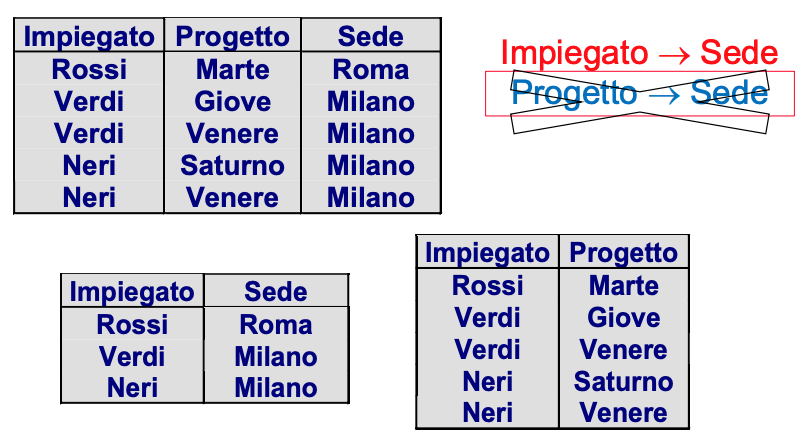 Impiegato Progetto Sede
Rossi Marte Roma
Verdi Giove Milano
Verdi Venere Milano
Neri Saturno Milano
Neri Venere Milano
Impiegato → Sede
Progetto → Sede
Impiegato Sede
Rossi Roma
Verdi Milano
Neri Milano
Impiegato Progetto
Rossi Marte
Verdi Giove
Verdi Venere
Neri Saturno
Neri Venere